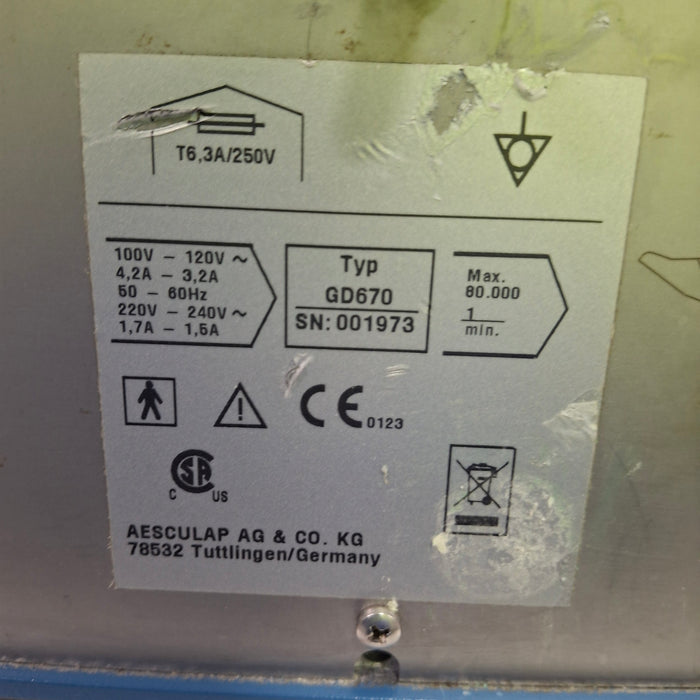 T6,3A/250V
100V – 120V ~
4,2A – 3,2A
50 – 60Hz
220V – 240V ~
1,7A – 1,5A
Typ
GD670
SN: 001973
Max.
80.000
1
min.
CE 0123
CSA
C US
AESCULAP AG & CO. KG
78532 Tuttlingen/Germany